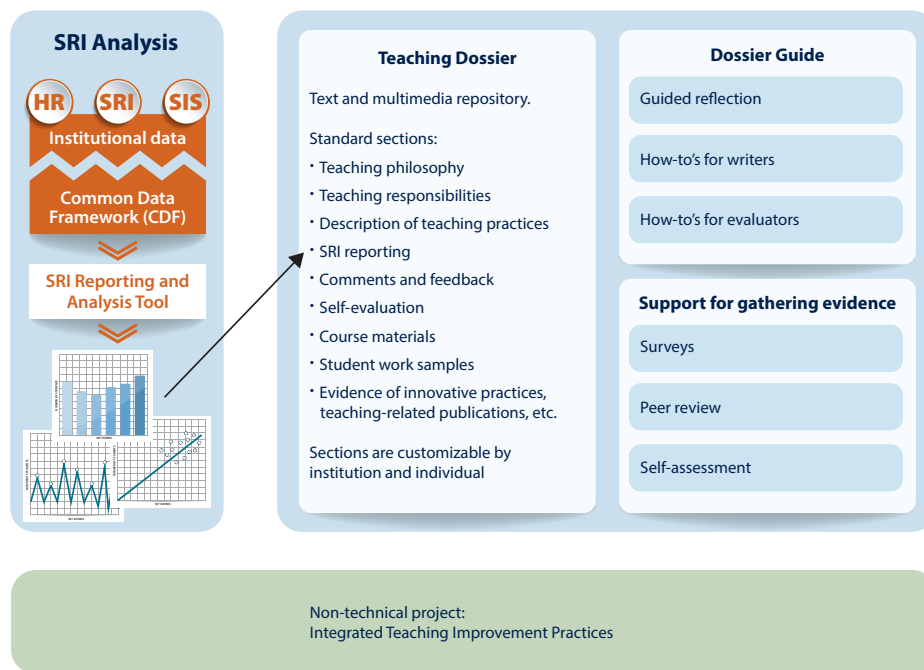 SRI Analysis
HR
SRI
SIS
Institutional data
Common Data
Framework (CDF)
SRI Reporting and
Analysis Tool
Teaching Dossier
Text and multimedia repository.
Standard sections:
· Teaching philosophy
· Teaching responsibilities
· Description of teaching practices
· SRI reporting
· Comments and feedback
· Self-evaluation
· Course materials
· Student work samples
· Evidence of innovative practices,
teaching-related publications, etc.
Sections are customizable by
institution and individual
Dossier Guide
Guided reflection
How-to's for writers
How-to's for evaluators
Support for gathering evidence
Surveys
Peer review
Self-assessment
Non-technical project:
Integrated Teaching Improvement Practices